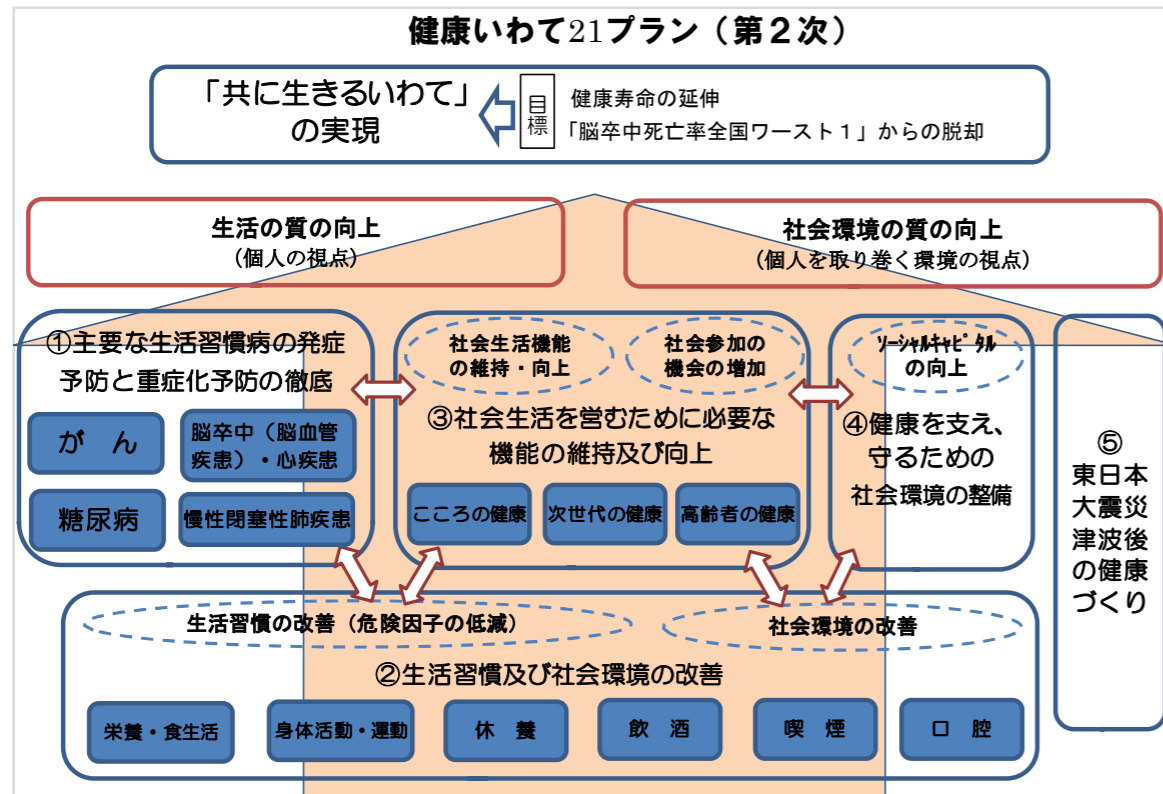 健康いわて21プラン（第２次）
「共に生きるいわて」
の実現
目標
健康寿命の延伸
「脳卒中死亡率全国ワースト１」からの脱却
生活の質の向上
（個人の視点）
社会環境の質の向上
（個人を取り巻く環境の視点）
①主要な生活習慣病の発症
予防と重症化予防の徹底
がん
脳卒中（脳血管
疾患）・心疾患
糖尿病
慢性閉塞性肺疾患
社会生活機能
の維持・向上
社会参加の
機会の増加
③社会生活を営むために必要な
機能の維持及び向上
こころの健康
次世代の健康
高齢者の健康
ｿｰｼｬﾙｷｬﾋﾟﾀﾙ
の向上
④健康を支え、
守るための
社会環境の整備
⑤
東日本
大震災
津波後
の健康
づくり
生活習慣の改善（危険因子の低減）
社会環境の改善
②生活習慣及び社会環境の改善
栄養・食生活
身体活動・運動
休　養
飲　酒
喫　煙
口　腔